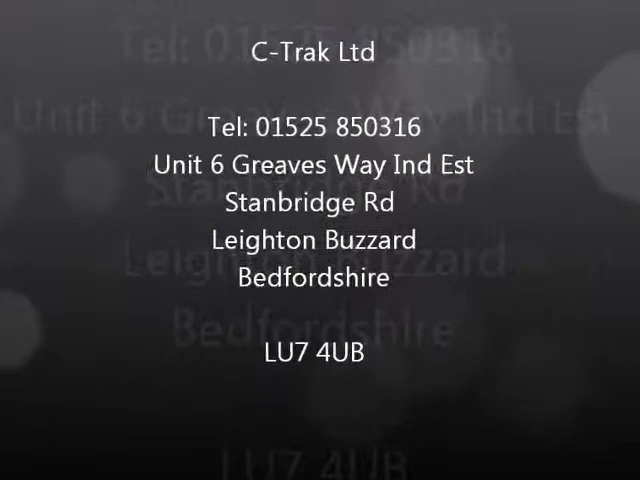 C-Trak Ltd
Tel: 01525 850316
Unit 6 Greaves Way Ind Est
Stanbridge Rd
Leighton Buzzard
Bedfordshire
LU7 4UB